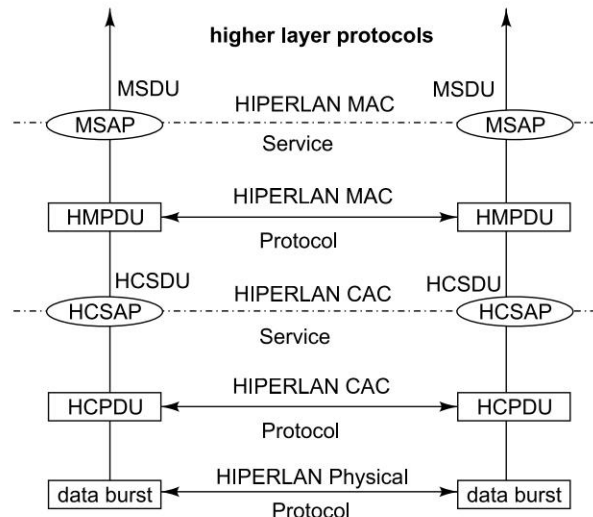 higher layer protocols
MSDU
MSDU
HIPERLAN MAC
MSAP
MSAP
Service
HIPERLAN MAC
HMPDU
HMPDU
Protocol
HCSDU
HCSDU
HIPERLAN CAC
HCSAP
HCSAP
Service
HIPERLAN CAC
HCPDU
HCPDU
Protocol
HIPERLAN Physical
data burst
data burst
Protocol